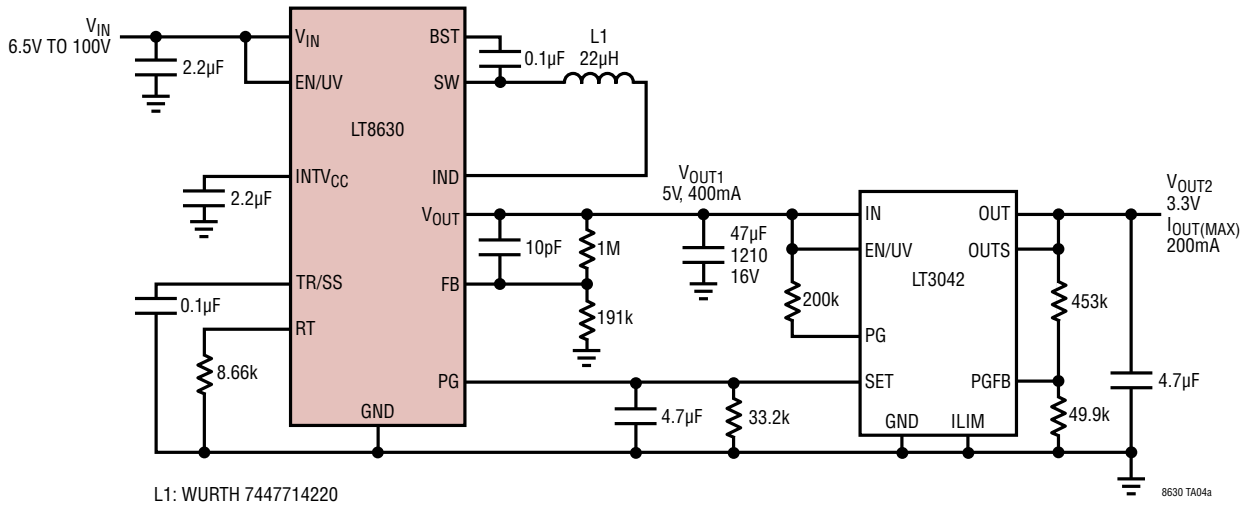 VIN
6.5V TO 100V
2.2µF
VIN
EN/UV
LT8630
BST
0.1µF
SW
L1
22µH
INTVCC
2.2µF
IND
VOUT
10pF
1M
FB
191k
TR/SS
0.1µF
RT
8.66k
PG
GND
VOUT1
5V, 400mA
47µF
1210
16V
200k
IN
EN/UV
LT3042
PG
SET
GND
ILIM
OUT
OUTS
PGFB
4.7µF
33.2k
453k
49.9k
4.7µF
VOUT2
3.3V
IOUT(MAX)
200mA
L1: WURTH 7447714220
8630 TA04a